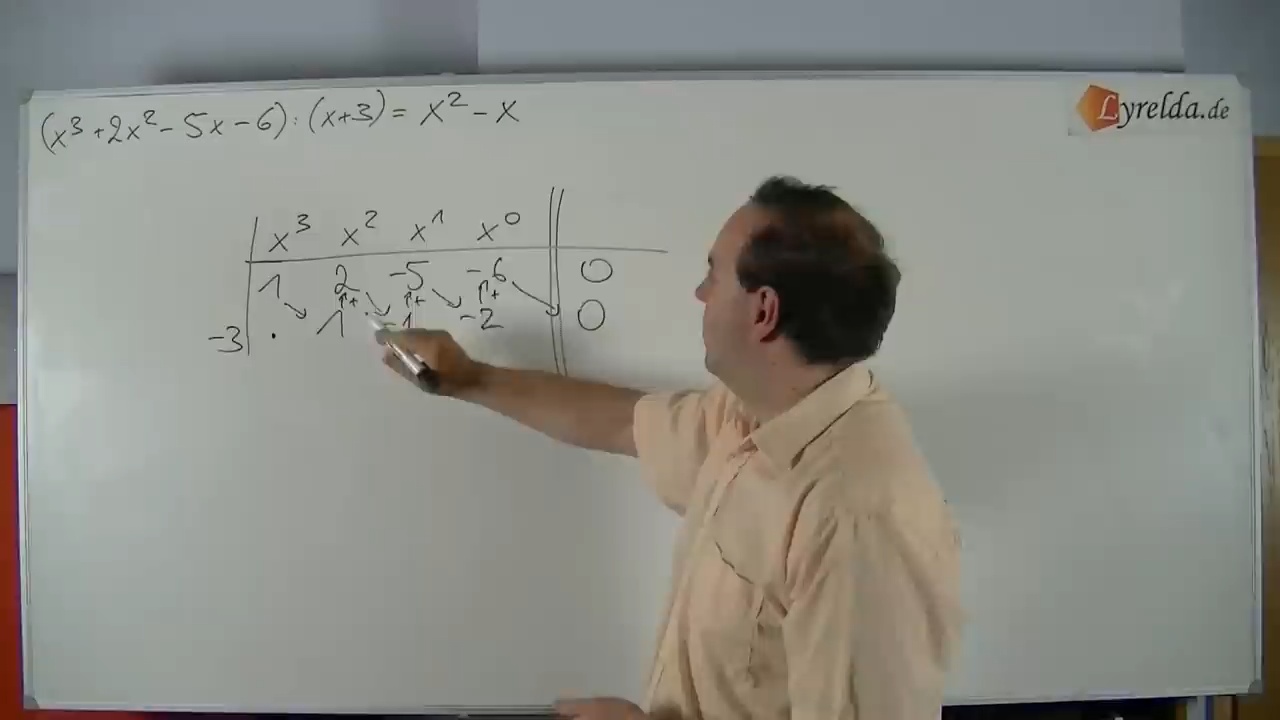 (x³+2x²-5x-6):(x+3)=x²-x
Lyrelda.de
x³ x² x¹ x⁰
1 2 -5 -6 0
↑+ ↑+ ↑+
-3 · 1 -1 -2 0